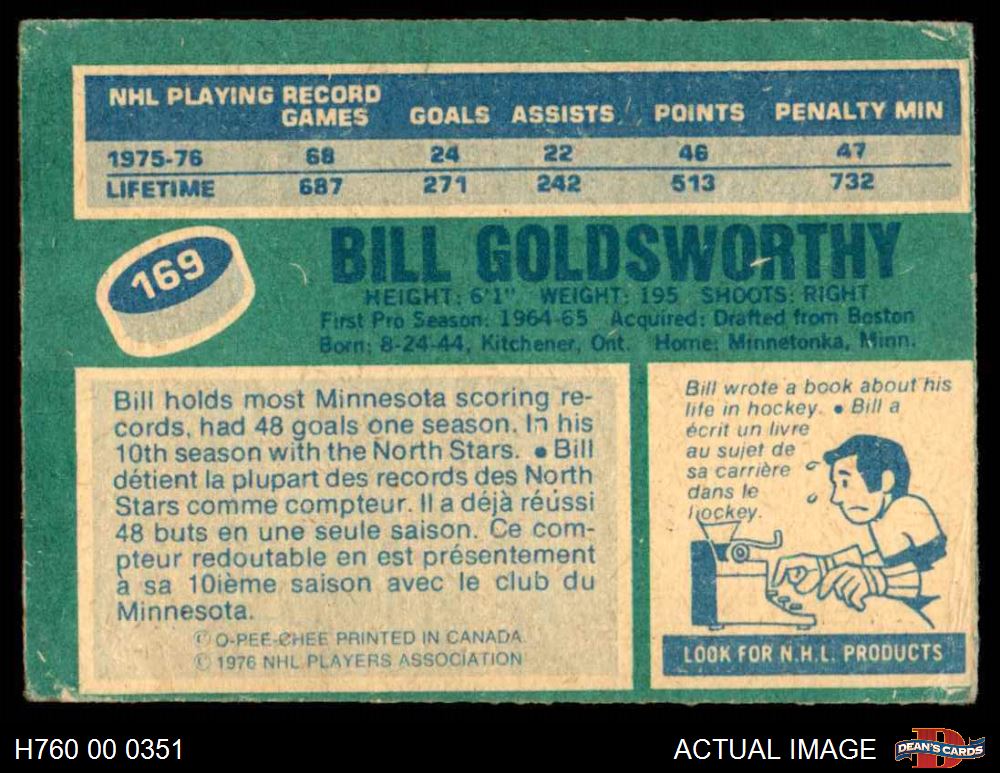 NHL PLAYING RECORD
GAMES GOALS ASSISTS POINTS PENALTY MIN
1975-76 68 24 22 46 47
LIFETIME 687 271 242 513 732
169
BILL GOLDSWORTHY
HEIGHT: 6'1" WEIGHT: 195 SHOOTS: RIGHT
First Pro Season: 1964-65 Acquired: Drafted from Boston
Born: 8-24-44, Kitchener, Ont. Home: Minnetonka, Minn.
Bill holds most Minnesota scoring re-
cords, had 48 goals one season. In his
10th season with the North Stars. • Bill
détient la plupart des records des North
Stars comme compteur. Il a déjà réussi
48 buts en une seule saison. Ce com-
pteur redoutable en est présentement
à sa 10ième saison avec le club du
Minnesota.
© O-PEE-CHEE PRINTED IN CANADA
© 1976 NHL PLAYERS ASSOCIATION
Bill wrote a book about his
life in hockey. • Bill a
écrit un livre
au sujet de
sa carrière
dans le
hockey.
LOOK FOR N.H.L. PRODUCTS
H760 00 0351
ACTUAL IMAGE
D
DEAN'S CARDS